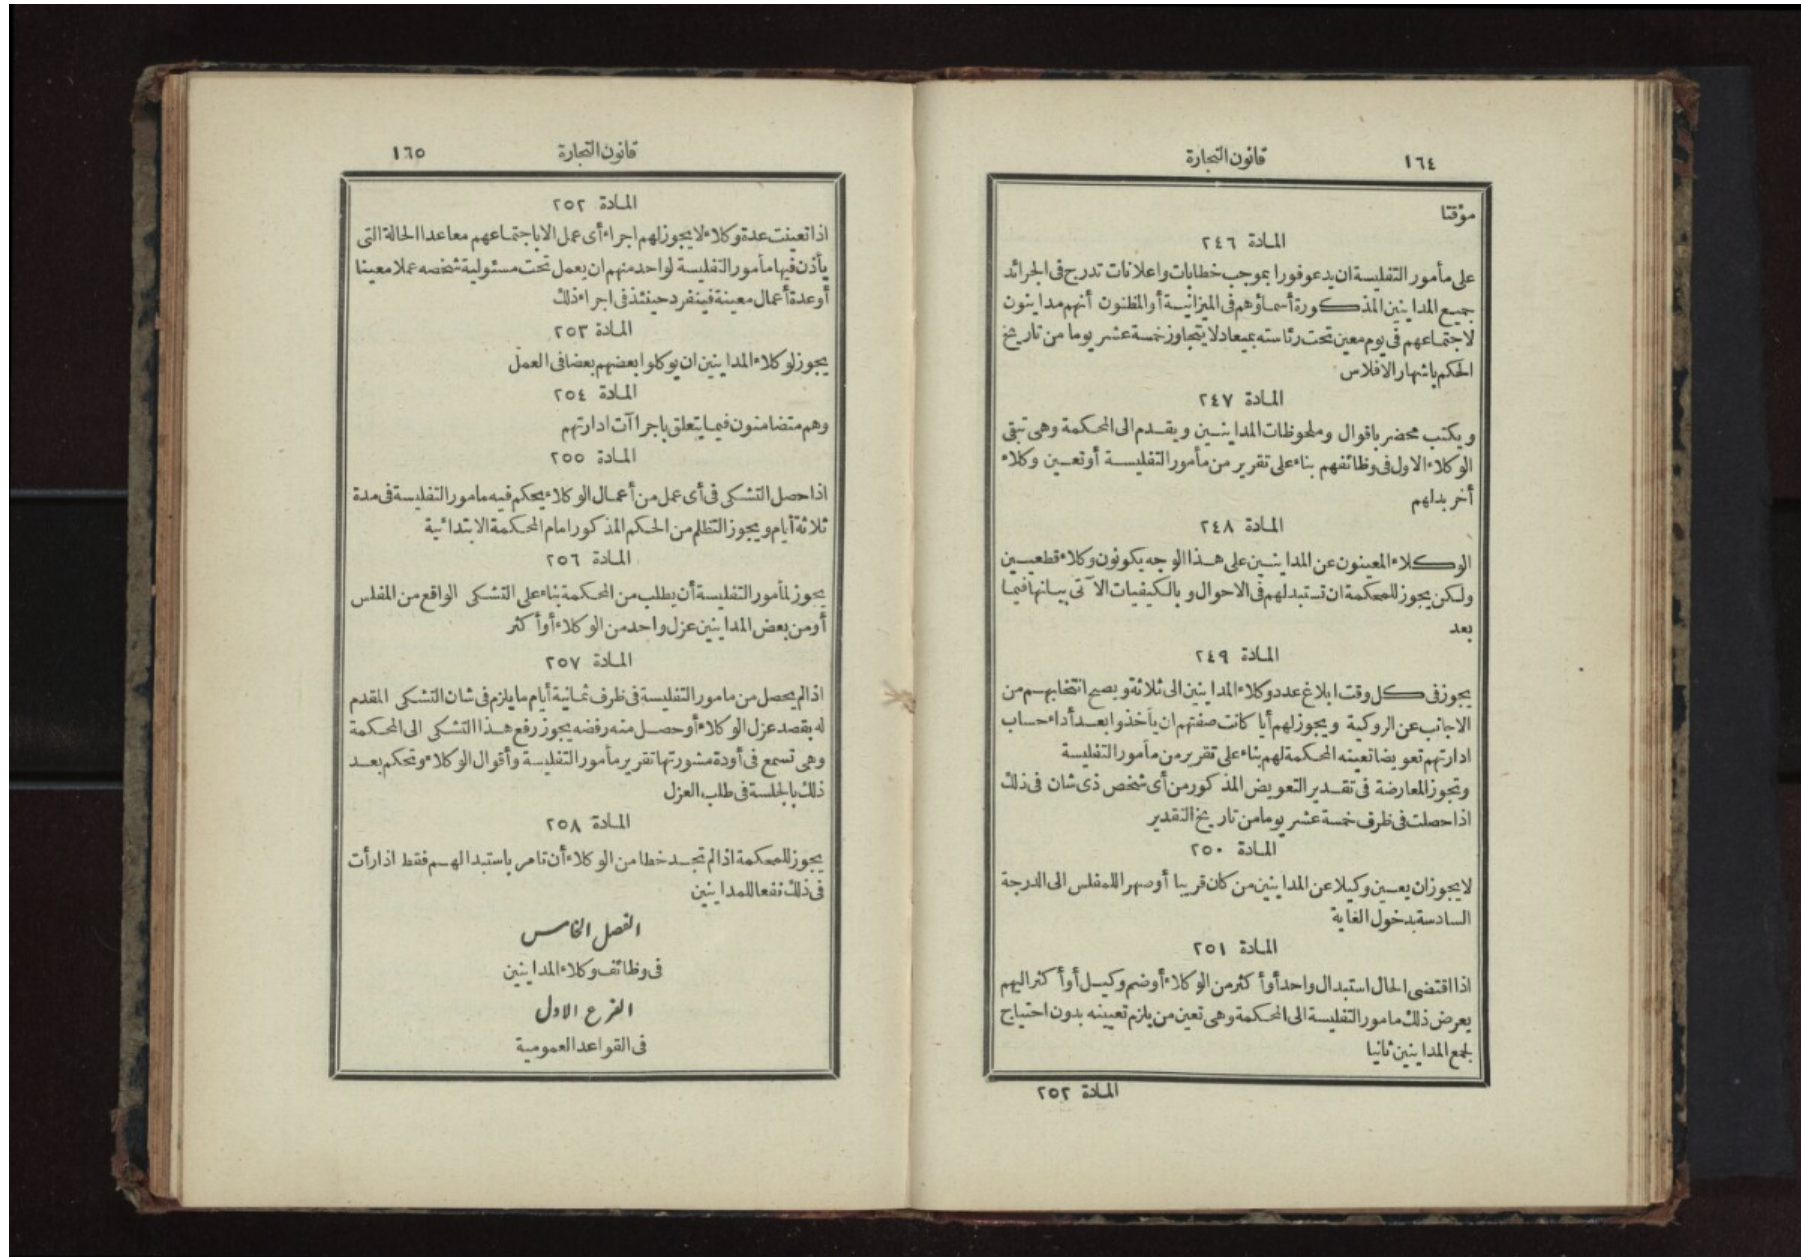 ١٦٤
قانون التجارة
مؤقتا
المادة ٢٤٦
على مأمور التفليسة ان يدعو فورا بموجب خطابات واعلانات تدرج فى الجرائد
جميع المداينين المذكورة أسماؤهم فى الميزانية أو المظنون أنهم مداينون
لاجتماعهم فى يوم معين تحت رئاسته بميعاد لا يتجاوز خمسة عشر يوما من تاريخ
الحكم باشهار الافلاس
المادة ٢٤٧
ويكتب محضر باقوال وملحوظات المداينين ويقدم الى المحكمة وهى تبقى
الوكلاء الاول فى وظائفهم بناء على تقرير من مأمور التفليسة أو تعين وكلاء
أخر بدلهم
المادة ٢٤٨
الوكلاء المعينون عن المداينين على هذا الوجه يكونون وكلاء قطعيين
ولكن يجوز للمحكمة ان تستبدلهم فى الاحوال وبالكيفيات الآتى بيانها فيما
بعد
المادة ٢٤٩
يجوز فى كل وقت ابلاغ عدد وكلاء المداينين الى ثلاثة ويصح انتخابهم من
الاجانب عن الروكية ويجوز لهم أيا كانت صفتهم ان يأخذوا بعد أداء حساب
ادارتهم تعويضا تعينه المحكمة لهم بناء على تقرير من مأمور التفليسة
وتجوز المعارضة فى تقدير التعويض المذكور من أى شخص ذى شان فى ذلك
اذا حصلت فى ظرف خمسة عشر يوما من تاريخ التقدير
المادة ٢٥٠
لا يجوز ان يعين وكيلا عن المداينين من كان قريبا أو صهرا للمفلس الى الدرجة
السادسة بدخول الغاية
المادة ٢٥١
اذا اقتضى الحال استبدال واحد أو أكثر من الوكلاء أو ضم وكيل أو أكثر اليهم
يعرض ذلك مامور التفليسة الى المحكمة وهى تعين من يلزم تعيينه بدون احتياج
لجمع المداينين ثانيا
المادة ٢٥٢
قانون التجارة
١٦٥
المادة ٢٥٢
اذا تعينت عدة وكلاء لا يجوز لهم اجراء أى عمل الا باجتماعهم معا عدا الحالة التى
يأذن فيها مأمور التفليسة لواحد منهم ان يعمل تحت مسئولية شخصه عملا معينا
أو عدة أعمال معينة فينفرد حينئذ فى اجراء ذلك
المادة ٢٥٣
يجوز لوكلاء المداينين ان يوكلوا بعضهم بعضا فى العمل
المادة ٢٥٤
وهم متضامنون فيما يتعلق باجراآت ادارتهم
المادة ٢٥٥
اذا حصل التشكى فى أى عمل من أعمال الوكلاء يحكم فيه مامور التفليسة فى مدة
ثلاثة أيام ويجوز التظلم من الحكم المذكور امام المحكمة الابتدائية
المادة ٢٥٦
يجوز لمأمور التفليسة أن يطلب من المحكمة بناء على التشكى الواقع من المفلس
أو من بعض المداينين عزل واحد من الوكلاء أو أكثر
المادة ٢٥٧
اذا لم يحصل من مامور التفليسة فى ظرف ثمانية أيام ما يلزم فى شان التشكى المقدم
له بقصد عزل الوكلاء أو حصل منه رفضه يجوز رفع هذا التشكى الى المحكمة
وهى تسمع فى أودة مشورتها تقرير مأمور التفليسة وأقوال الوكلاء وتحكم بعد
ذلك بالجلسة فى طلب العزل
المادة ٢٥٨
يجوز للمحكمة اذا لم تجد خطا من الوكلاء أن تامر باستبدالهم فقط اذا رأت
فى ذلك نفعا للمداينين
الفصل الخامس
فى وظائف وكلاء المداينين
الفرع الاول
فى القواعد العمومية